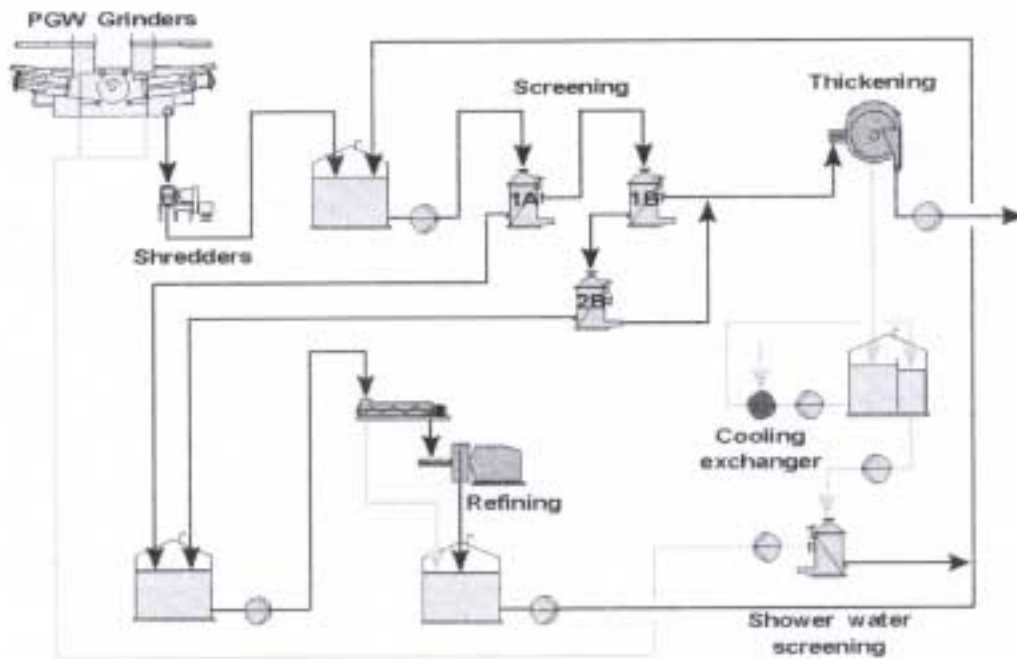 PGW Grinders
Screening
Thickening
1A
1B
Shredders
2B
Cooling
exchanger
Refining
Shower water
screening